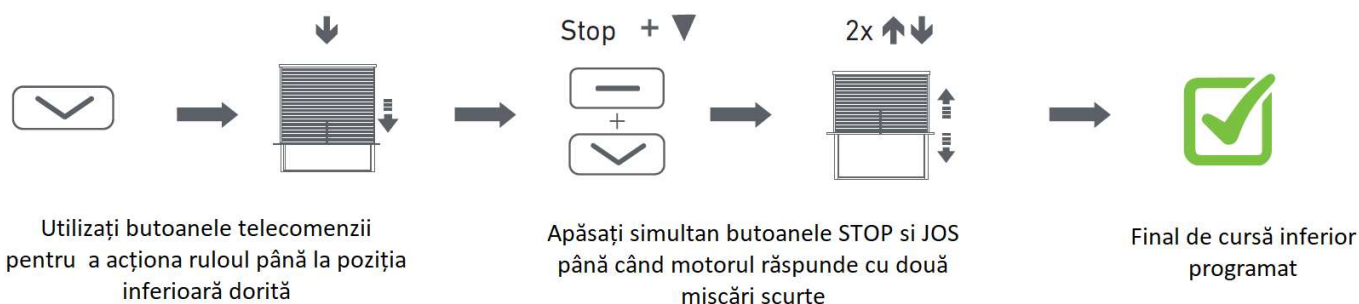 Stop + ▼
2x
+
Utilizați butoanele telecomenzii
pentru a acționa ruloul până la poziția
inferioară dorită
Apăsați simultan butoanele STOP si JOS
până când motorul răspunde cu două
mișcări scurte
Final de cursă inferior
programat